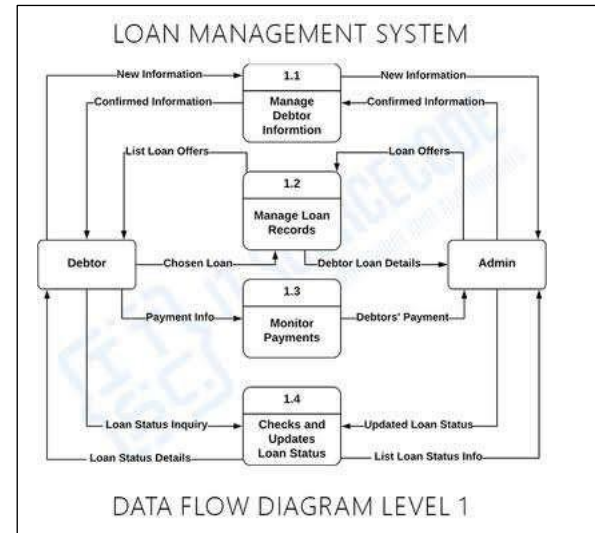 LOAN MANAGEMENT SYSTEM
New Information
1.1
New Information
Confirmed Information
Manage
Debtor
Informtion
Confirmed Information
List Loan Offers
Loan Offers
1.2
Manage Loan
Records
Debtor
Chosen Loan
Debtor Loan Details
Admin
1.3
Payment Info
Monitor
Payments
Debtors' Payment
1.4
Loan Status Inquiry
Checks and
Updates
Loan Status
Updated Loan Status
Loan Status Details
List Loan Status Info
DATA FLOW DIAGRAM LEVEL 1